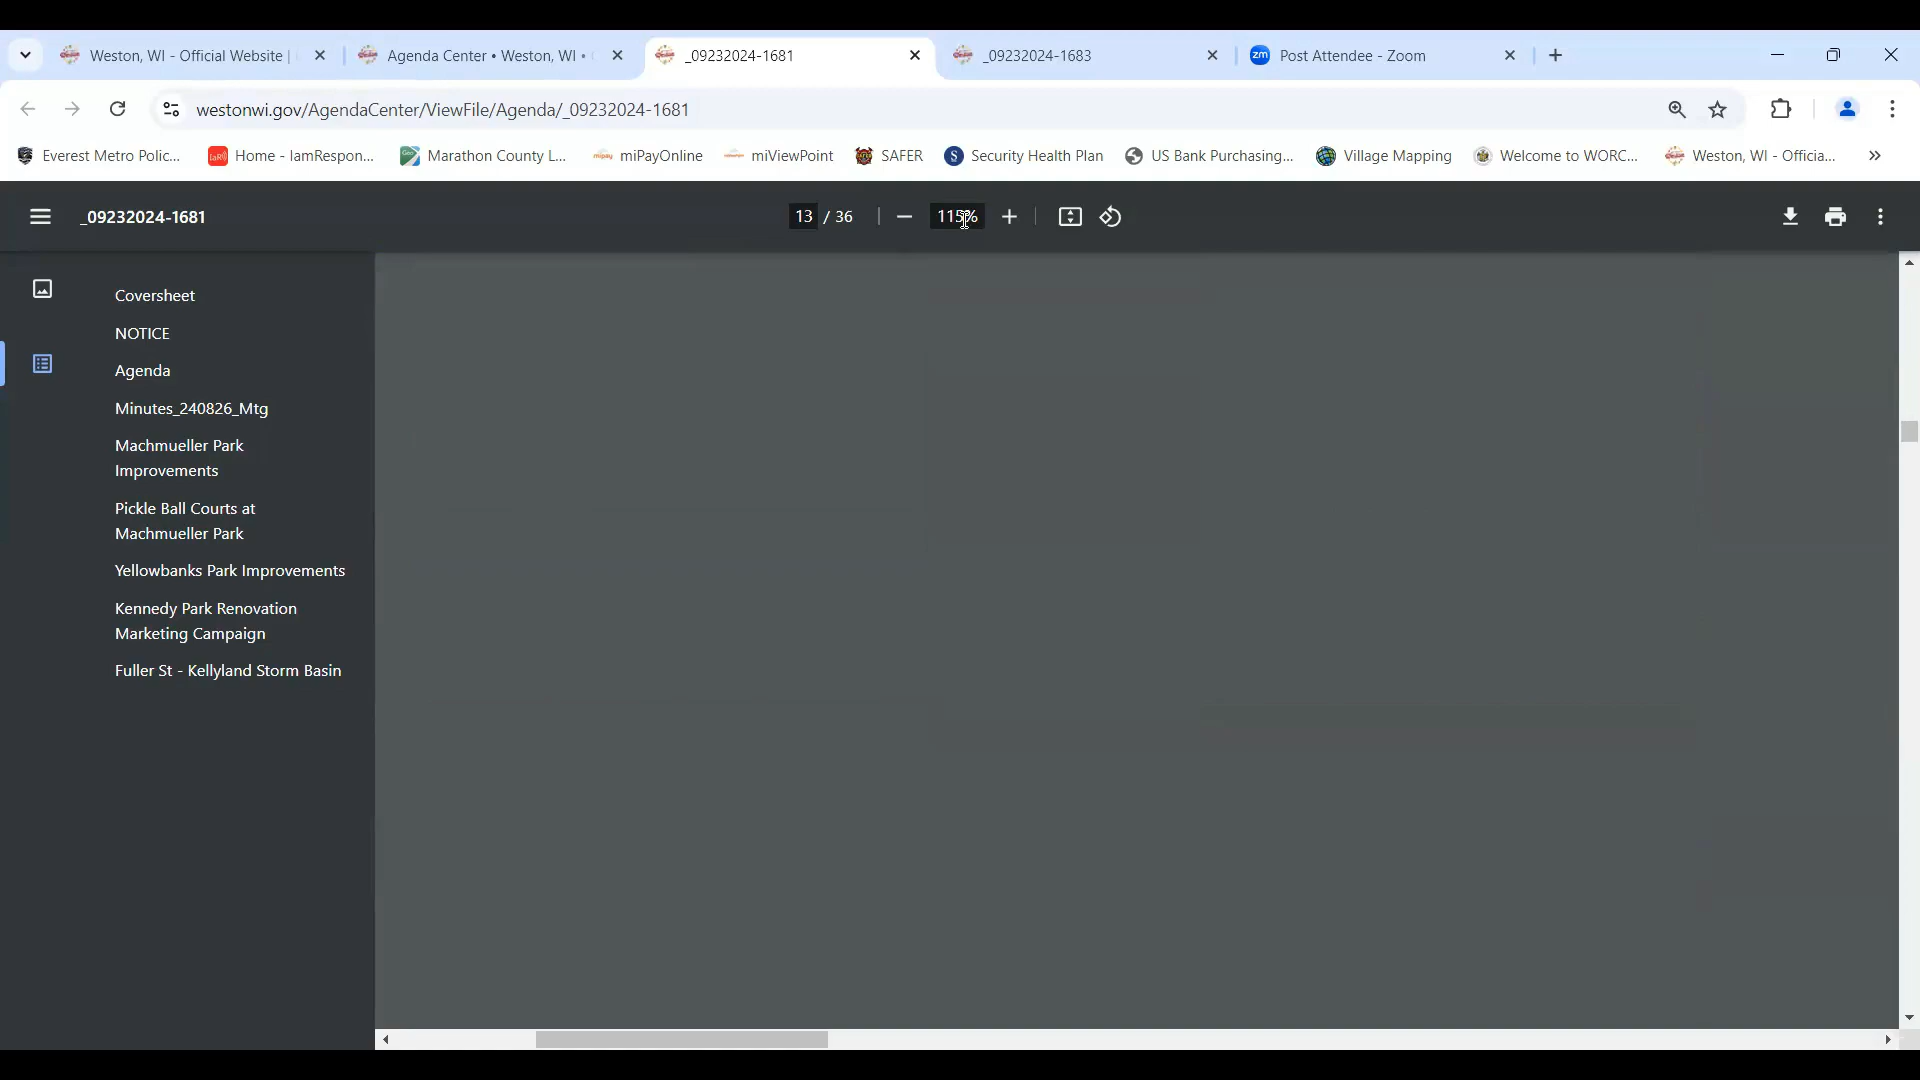 Weston, WI - Official Website |
Agenda Center • Weston, WI •
_09232024-1681
_09232024-1683
zm Post Attendee - Zoom
westonwi.gov/AgendaCenter/ViewFile/Agenda/_09232024-1681
Everest Metro Polic...
Home - IamRespon...
Marathon County L...
miPayOnline
miViewPoint
SAFER
Security Health Plan
US Bank Purchasing...
Village Mapping
Welcome to WORC...
Weston, WI - Officia...
_09232024-1681
13 / 36
115%
Coversheet
NOTICE
Agenda
Minutes_240826_Mtg
Machmueller Park
Improvements
Pickle Ball Courts at
Machmueller Park
Yellowbanks Park Improvements
Kennedy Park Renovation
Marketing Campaign
Fuller St - Kellyland Storm Basin